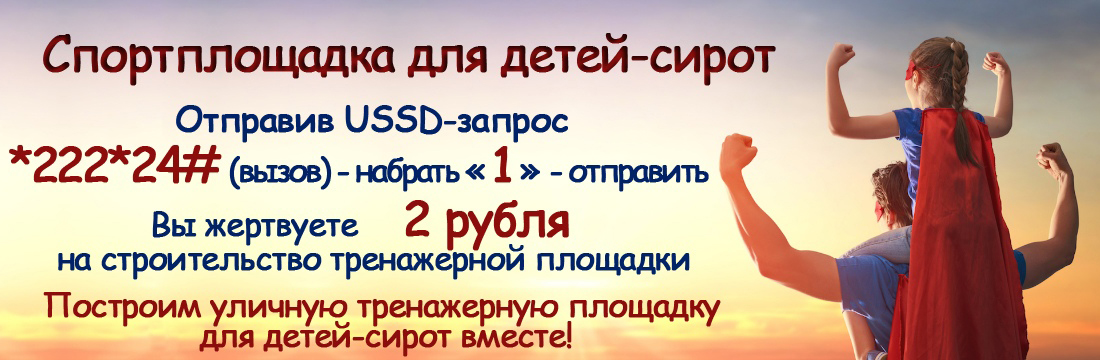 Спортплощадка для детей-сирот
Отправив USSD-запрос
*222*24# (вызов) - набрать « 1 » - отправить
Вы жертвуете 2 рубля
на строительство тренажерной площадки
Построим уличную тренажерную площадку
для детей-сирот вместе!